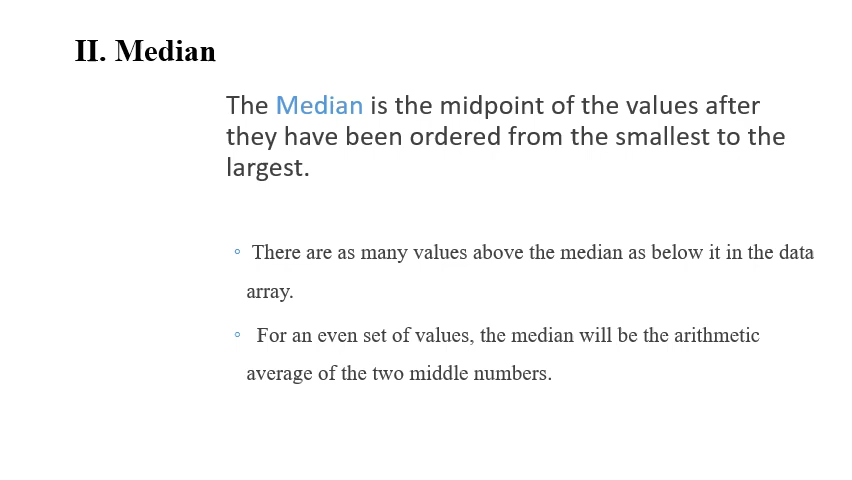 II. Median
The Median is the midpoint of the values after
they have been ordered from the smallest to the
largest.
◦ There are as many values above the median as below it in the data
array.
◦ For an even set of values, the median will be the arithmetic
average of the two middle numbers.